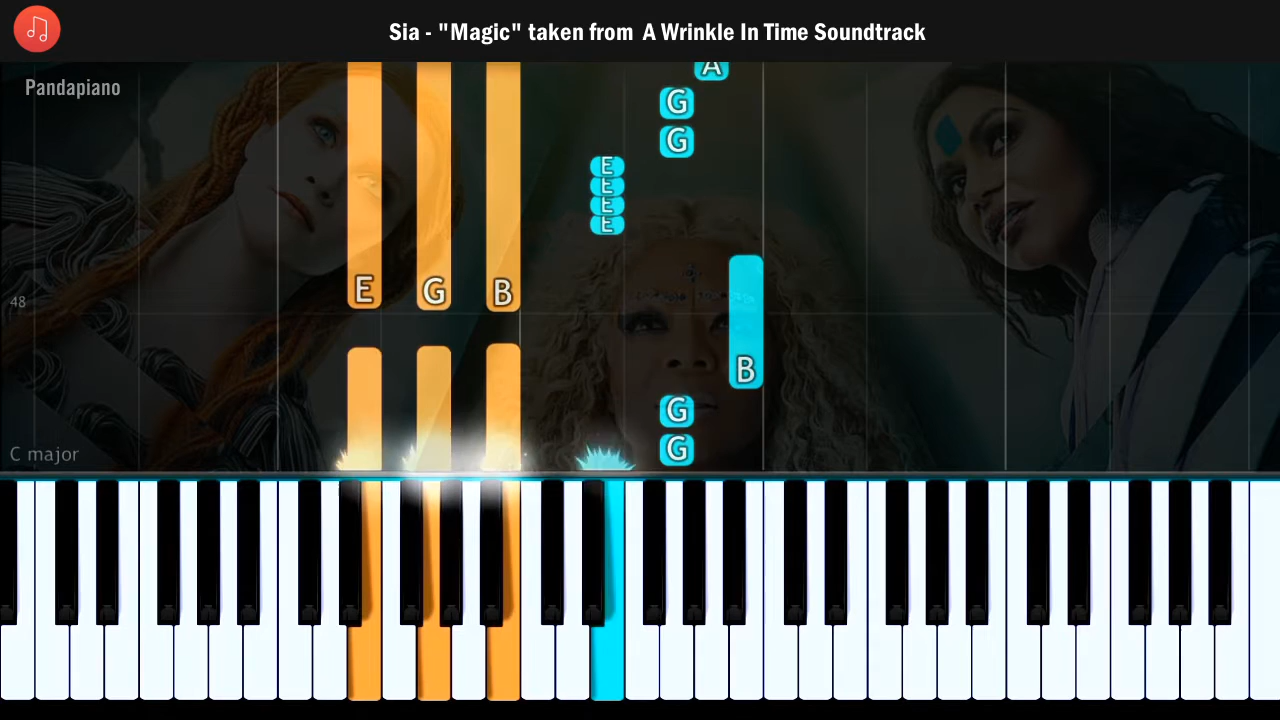 Sia - "Magic" taken from A Wrinkle In Time Soundtrack
Pandapiano
A
G
G
E
E
E
E
E G B
48
B
G
G
C major